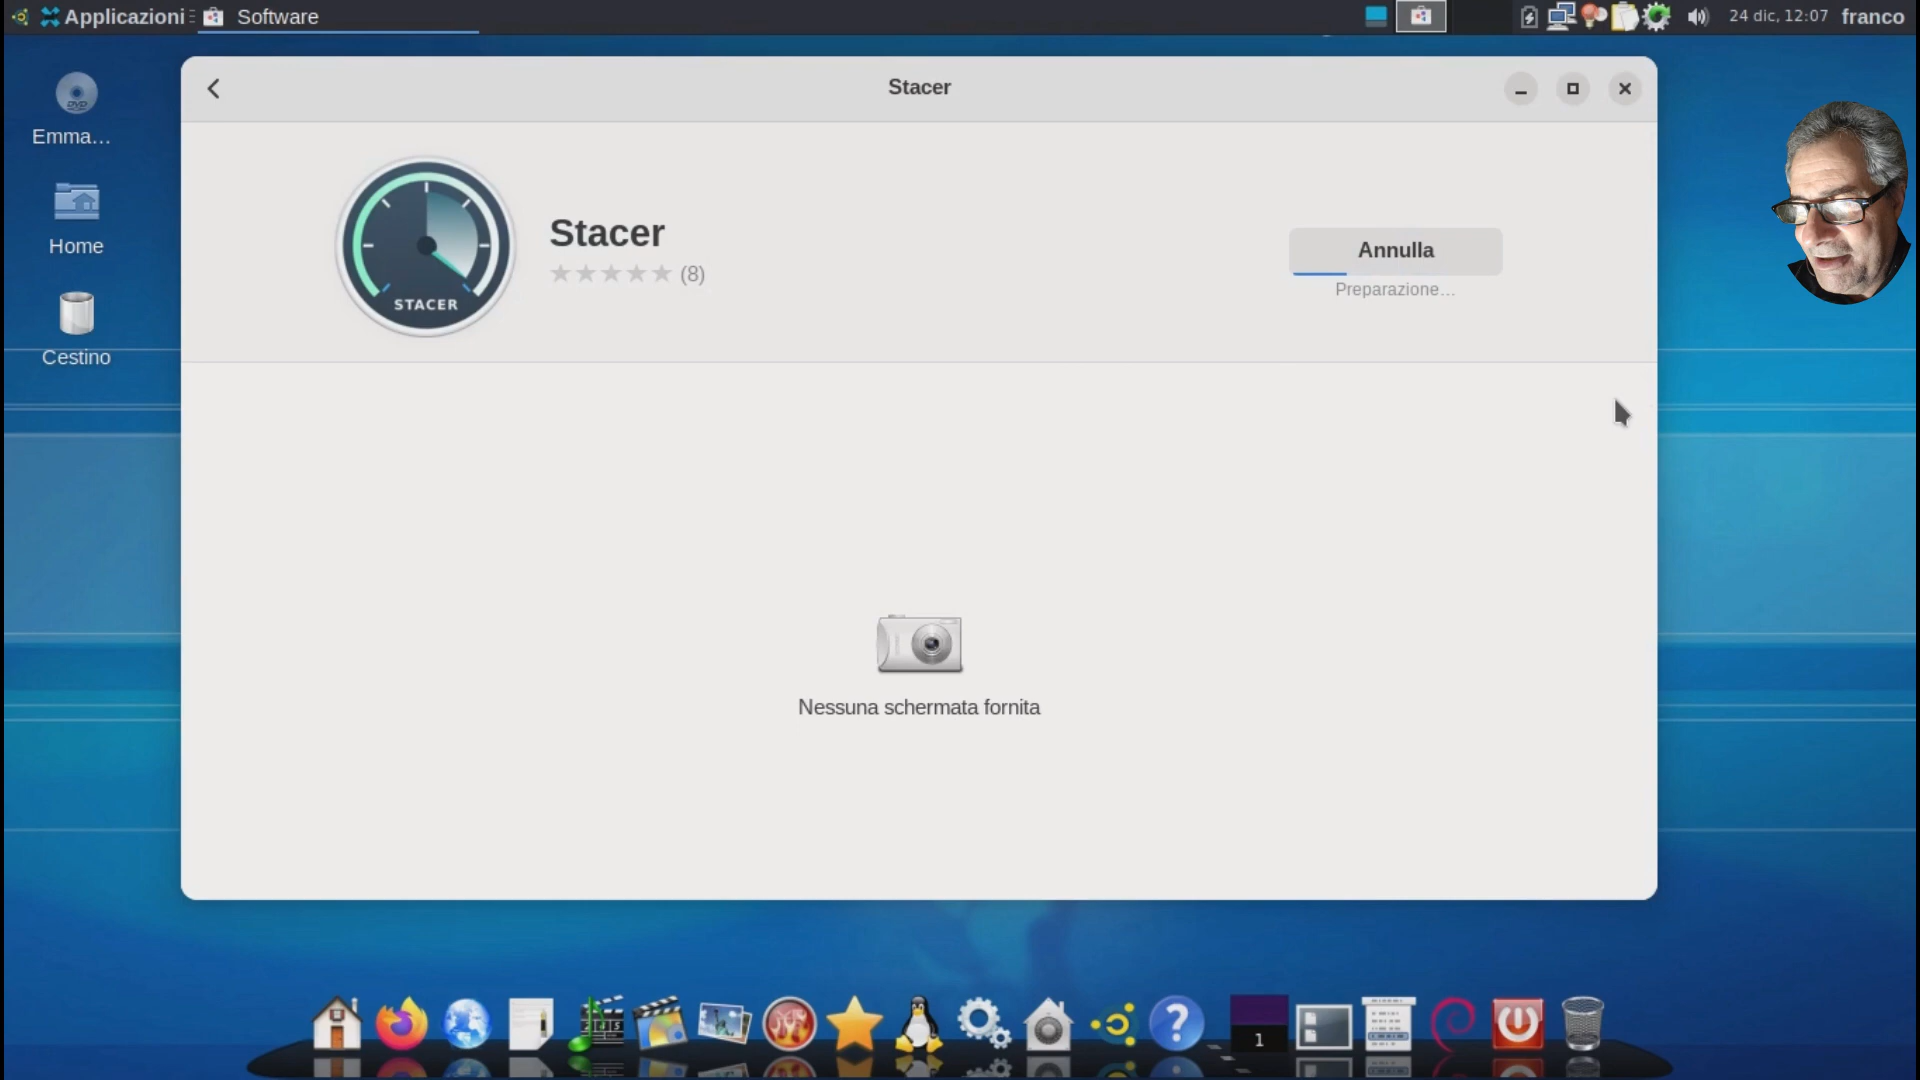 Applicazioni
Software
24 dic, 12:07
franco
Stacer
Emma...
DVD
Home
Cestino
STACER
Stacer
(8)
Annulla
Preparazione...
Nessuna schermata fornita
1